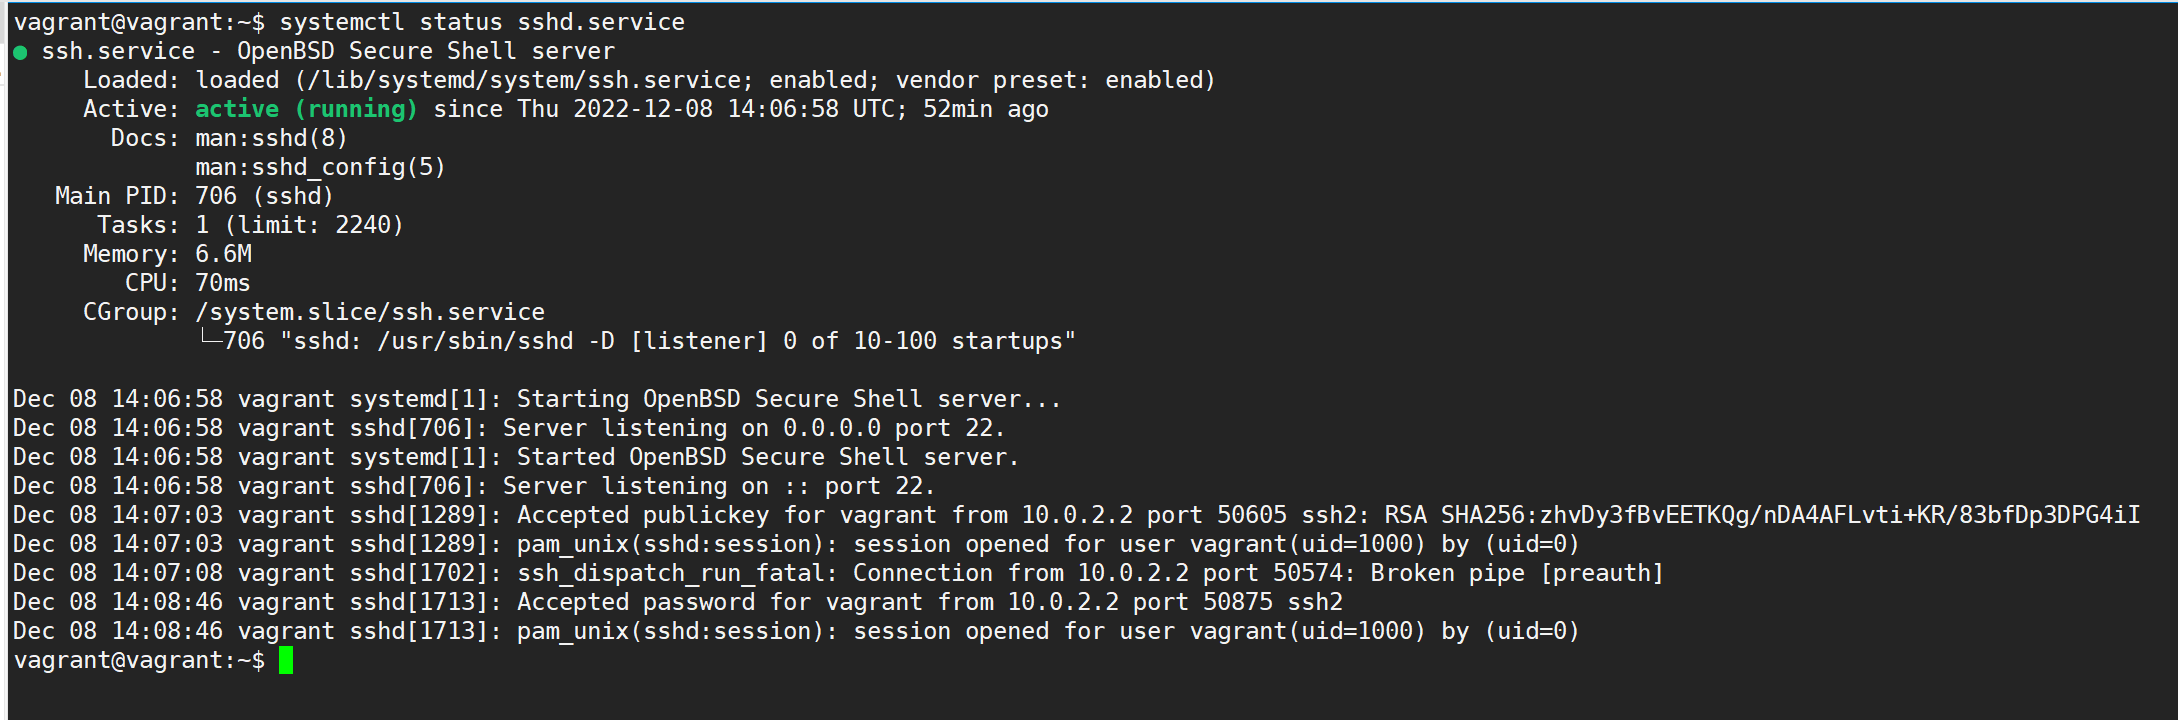 vagrant@vagrant:~$ systemctl status sshd.service
● ssh.service - OpenBSD Secure Shell server
     Loaded: loaded (/lib/systemd/system/ssh.service; enabled; vendor preset: enabled)
     Active: active (running) since Thu 2022-12-08 14:06:58 UTC; 52min ago
       Docs: man:sshd(8)
             man:sshd_config(5)
   Main PID: 706 (sshd)
      Tasks: 1 (limit: 2240)
     Memory: 6.6M
        CPU: 70ms
     CGroup: /system.slice/ssh.service
             └─706 "sshd: /usr/sbin/sshd -D [listener] 0 of 10-100 startups"

Dec 08 14:06:58 vagrant systemd[1]: Starting OpenBSD Secure Shell server...
Dec 08 14:06:58 vagrant sshd[706]: Server listening on 0.0.0.0 port 22.
Dec 08 14:06:58 vagrant systemd[1]: Started OpenBSD Secure Shell server.
Dec 08 14:06:58 vagrant sshd[706]: Server listening on :: port 22.
Dec 08 14:07:03 vagrant sshd[1289]: Accepted publickey for vagrant from 10.0.2.2 port 50605 ssh2: RSA SHA256:zhvDy3fBvEETKQg/nDA4AFLvti+KR/83bfDp3DPG4iI
Dec 08 14:07:03 vagrant sshd[1289]: pam_unix(sshd:session): session opened for user vagrant(uid=1000) by (uid=0)
Dec 08 14:07:08 vagrant sshd[1702]: ssh_dispatch_run_fatal: Connection from 10.0.2.2 port 50574: Broken pipe [preauth]
Dec 08 14:08:46 vagrant sshd[1713]: Accepted password for vagrant from 10.0.2.2 port 50875 ssh2
Dec 08 14:08:46 vagrant sshd[1713]: pam_unix(sshd:session): session opened for user vagrant(uid=1000) by (uid=0)
vagrant@vagrant:~$